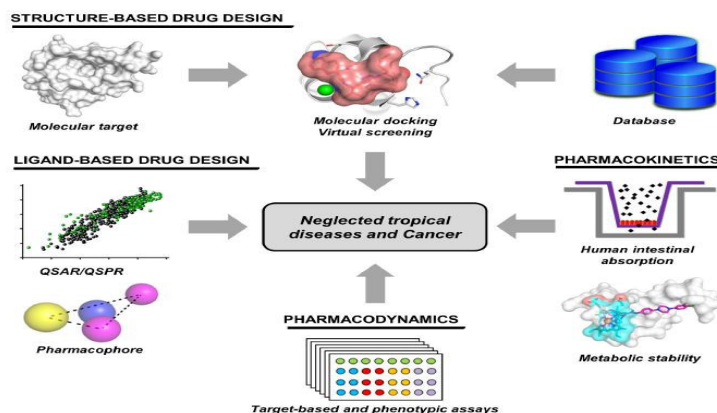 STRUCTURE-BASED DRUG DESIGN
Molecular target
Molecular docking
Virtual screening
Database
LIGAND-BASED DRUG DESIGN
PHARMACOKINETICS
Neglected tropical
diseases and Cancer
QSAR/QSPR
Human intestinal
absorption
PHARMACODYNAMICS
Pharmacophore
Metabolic stability
Target-based and phenotypic assays